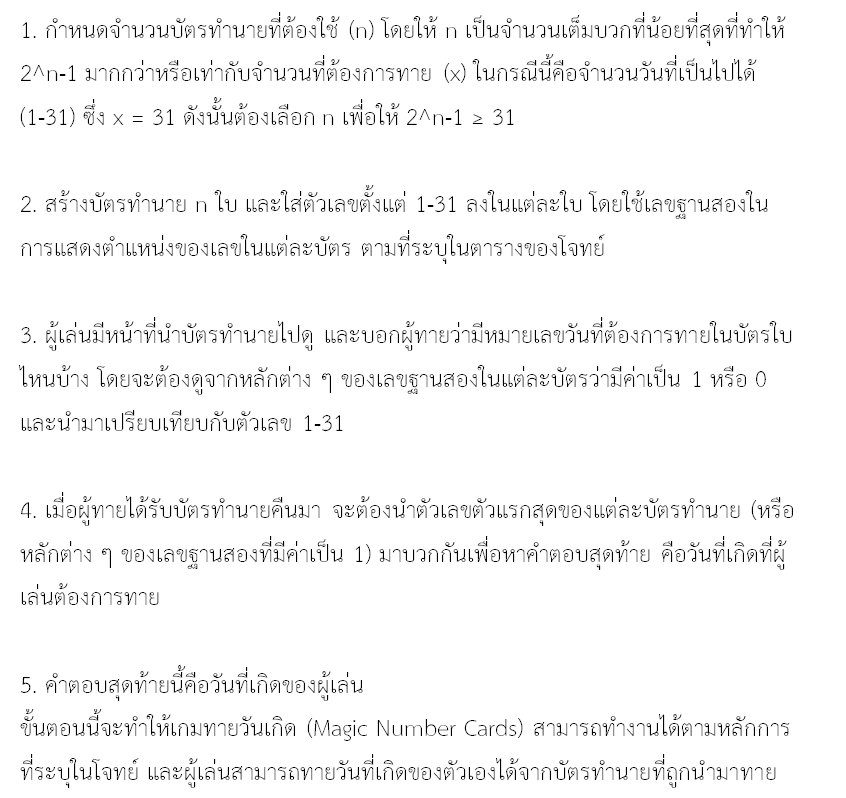 1. กำหนดจำนวนบัตรทำนายที่ต้องใช้ (n) โดยให้ n เป็นจำนวนเต็มบวกที่น้อยที่สุดที่ทำให้
2^n-1 มากกว่าหรือเท่ากับจำนวนที่ต้องการทาย (x) ในกรณีนี้คือจำนวนวันที่เป็นไปได้
(1-31) ซึ่ง x = 31 ดังนั้นต้องเลือก n เพื่อให้ 2^n-1 ≥ 31
2. สร้างบัตรทำนาย n ใบ และใส่ตัวเลขตั้งแต่ 1-31 ลงในแต่ละใบ โดยใช้เลขฐานสองใน
การแสดงตำแหน่งของเลขในแต่ละบัตร ตามที่ระบุในตารางของโจทย์
3. ผู้เล่นมีหน้าที่นำบัตรทำนายไปดู และบอกผู้ทายว่ามีหมายเลขวันที่ต้องการทายในบัตรใบ
ไหนบ้าง โดยจะต้องดูจากหลักต่าง ๆ ของเลขฐานสองในแต่ละบัตรว่ามีค่าเป็น 1 หรือ 0
และนำมาเปรียบเทียบกับตัวเลข 1-31
4. เมื่อผู้ทายได้รับบัตรทำนายคืนมา จะต้องนำตัวเลขตัวแรกสุดของแต่ละบัตรทำนาย (หรือ
หลักต่าง ๆ ของเลขฐานสองที่มีค่าเป็น 1) มาบวกกันเพื่อหาคำตอบสุดท้าย คือวันที่เกิดที่ผู้
เล่นต้องการทาย
5. คำตอบสุดท้ายนี้คือวันที่เกิดของผู้เล่น
ขั้นตอนนี้จะทำให้เกมทายวันเกิด (Magic Number Cards) สามารถทำงานได้ตามหลักการ
ที่ระบุในโจทย์ และผู้เล่นสามารถทายวันที่เกิดของตัวเองได้จากบัตรทำนายที่ถูกนำมาทาย